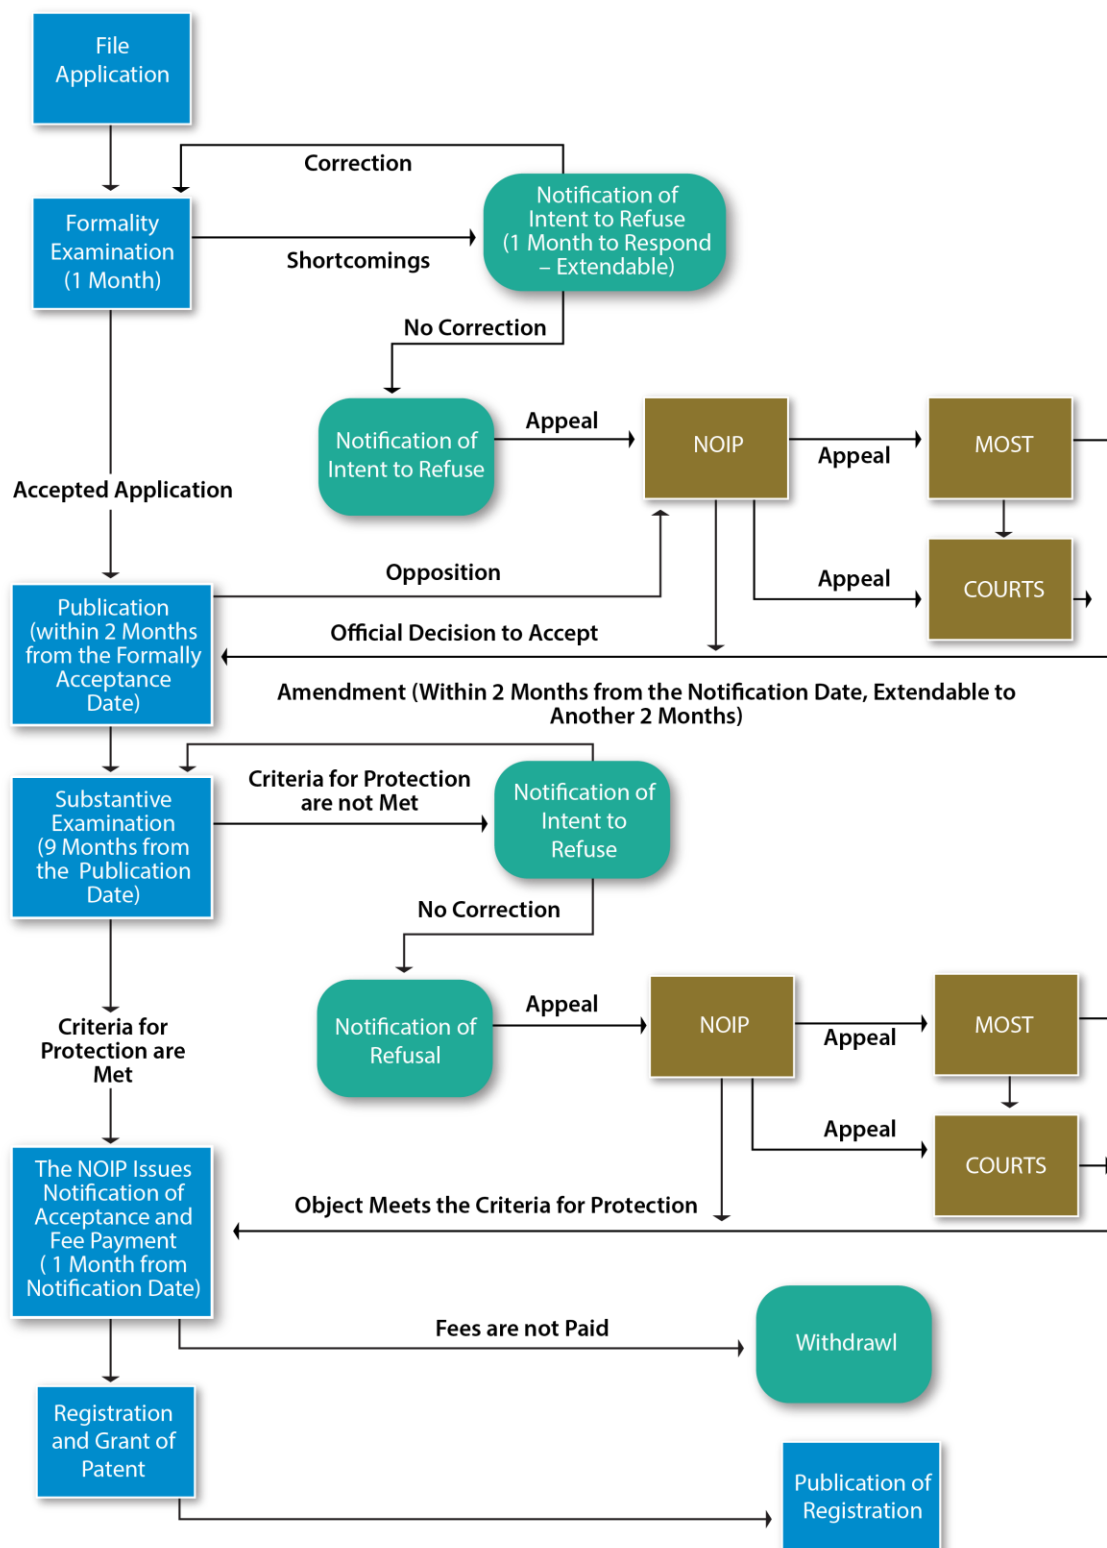 File
Application
Correction
Notification of
Intent to Refuse
(1 Month to Respond
– Extendable)
Formality
Examination
(1 Month)
Shortcomings
No Correction
Notification of
Intent to Refuse
Appeal
NOIP
Appeal
MOST
Accepted Application
Opposition
Appeal
COURTS
Publication
(within 2 Months
from the Formally
Acceptance
Date)
Official Decision to Accept
Amendment (Within 2 Months from the Notification Date, Extendable to
Another 2 Months)
Substantive
Examination
(9 Months from
the Publication
Date)
Criteria for Protection
are not Met
Notification of
Intent to
Refuse
No Correction
Notification of
Refusal
Appeal
NOIP
Appeal
MOST
Criteria for
Protection are
Met
Appeal
COURTS
The NOIP Issues
Notification of
Acceptance and
Fee Payment
( 1 Month from
Notification Date)
Object Meets the Criteria for Protection
Fees are not Paid
Withdrawl
Registration
and Grant of
Patent
Publication of
Registration